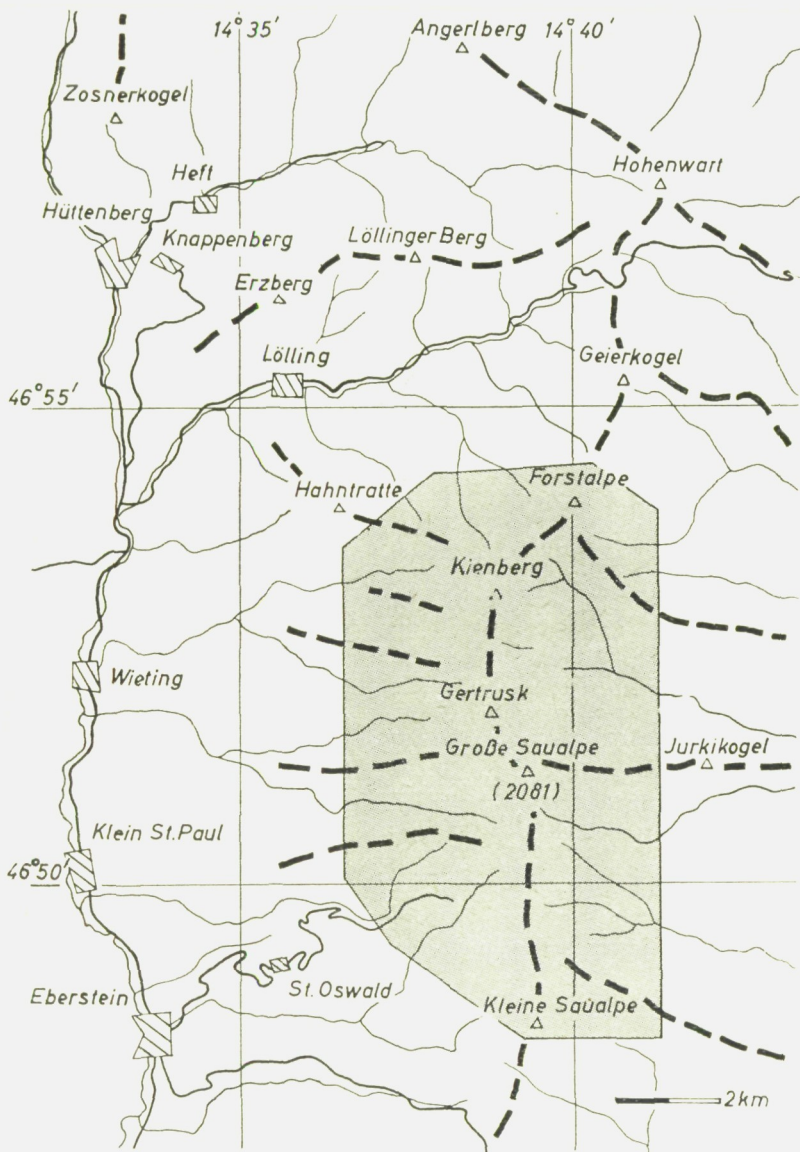 14°35'
14°40'
Angerlberg
Zosnerkogel
Hohenwart
Heft
Hüttenberg
Knappenberg
Löllinger Berg
Erzberg
Lölling
Geierkogel
46°55'
Forstalpe
Hahntratte
Kienberg
Wieting
Gertrusk
Große Saualpe
(2081)
Jurkikogel
Klein St.Paul
46°50'
St.Oswald
Eberstein
Kleine Saualpe
2km